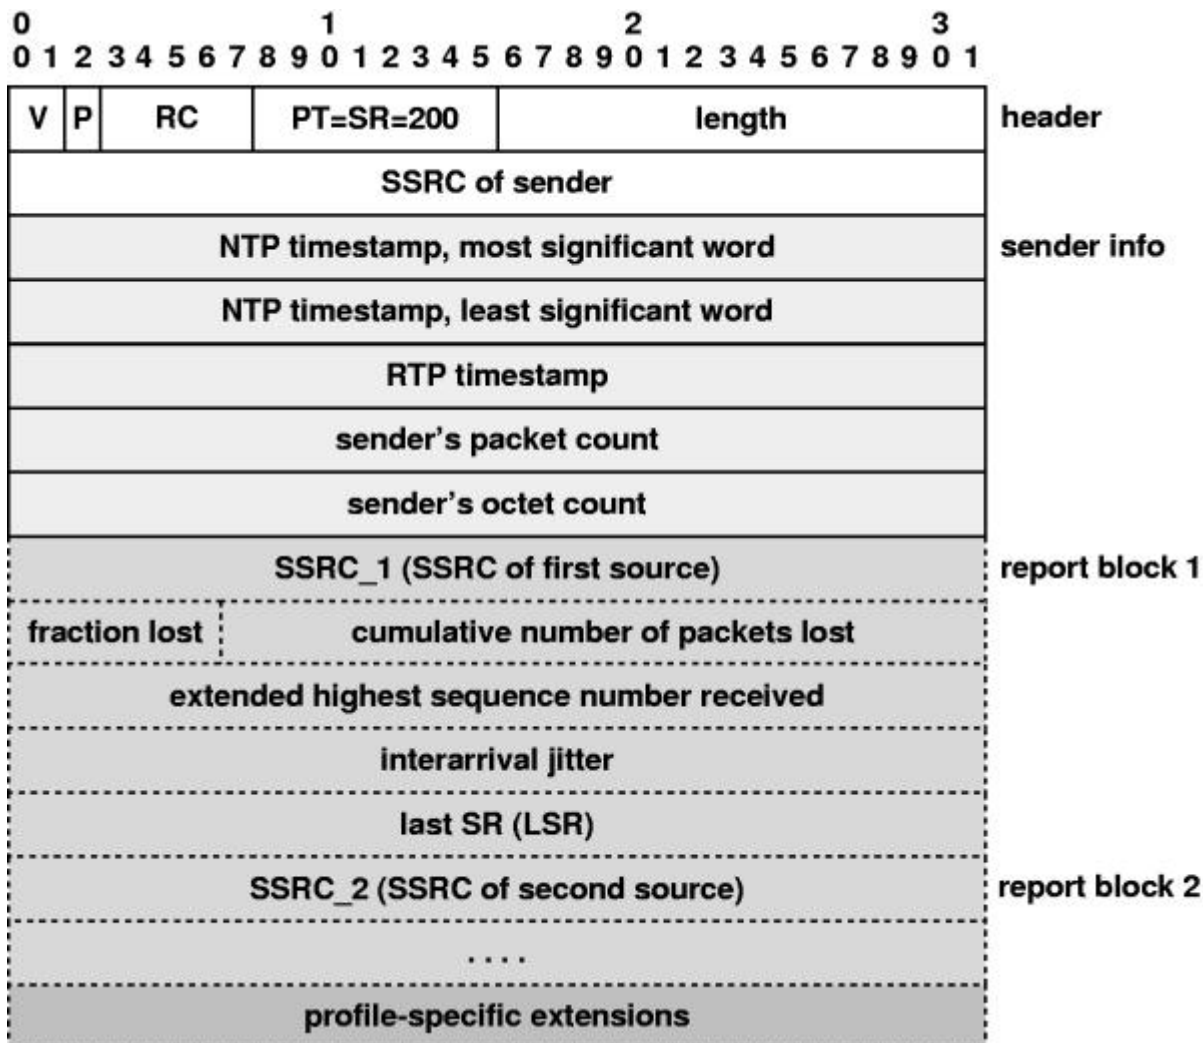 0 1 2 3
0 1 2 3 4 5 6 7 8 9 0 1 2 3 4 5 6 7 8 9 0 1 2 3 4 5 6 7 8 9 0 1
V P RC PT=SR=200 length header
SSRC of sender
NTP timestamp, most significant word sender info
NTP timestamp, least significant word
RTP timestamp
sender's packet count
sender's octet count
SSRC_1 (SSRC of first source) report block 1
fraction lost cumulative number of packets lost
extended highest sequence number received
interarrival jitter
last SR (LSR)
SSRC_2 (SSRC of second source) report block 2
....
profile-specific extensions